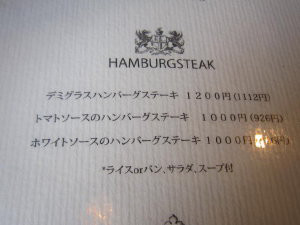 HAMBURGSTEAK
デミグラスハンバーグステーキ 1200円(1112円)
トマトソースのハンバーグステーキ 1000円(926円)
ホワイトソースのハンバーグステーキ 1000円
*ライスorパン、サラダ、スープ付